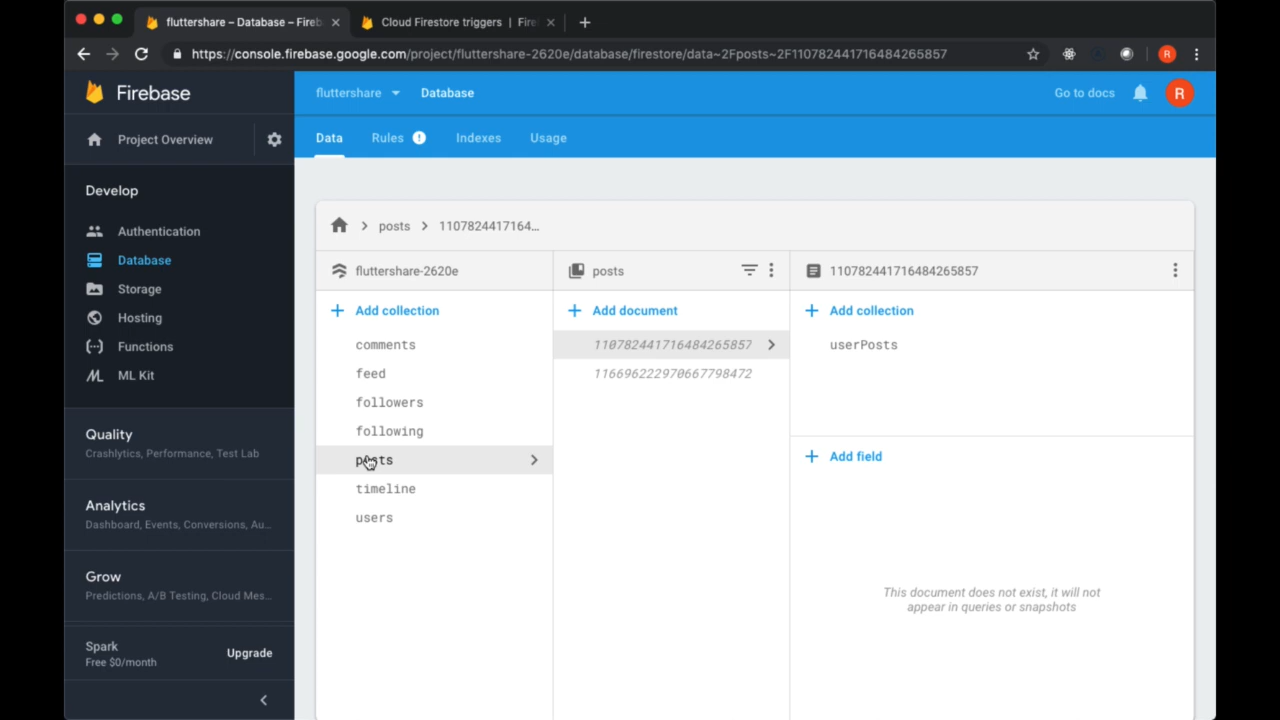 fluttershare – Database – Fireb
Cloud Firestore triggers | Fire
https://console.firebase.google.com/project/fluttershare-2620e/database/firestore/data~2Fposts~2F110782441716484265857
R
Firebase
fluttershare
Database
Go to docs
R
Project Overview
Data
Rules
Indexes
Usage
Develop
Authentication
Database
Storage
Hosting
Functions
ML Kit
Quality
Crashlytics, Performance, Test Lab
Analytics
Dashboard, Events, Conversions, Au...
Grow
Predictions, A/B Testing, Cloud Mes...
Spark
Free $0/month
Upgrade
posts
1107824417164...
fluttershare-2620e
Add collection
comments
feed
followers
following
posts
timeline
users
posts
Add document
110782441716484265857
116696222970667798472
110782441716484265857
Add collection
userPosts
Add field
This document does not exist, it will not
appear in queries or snapshots